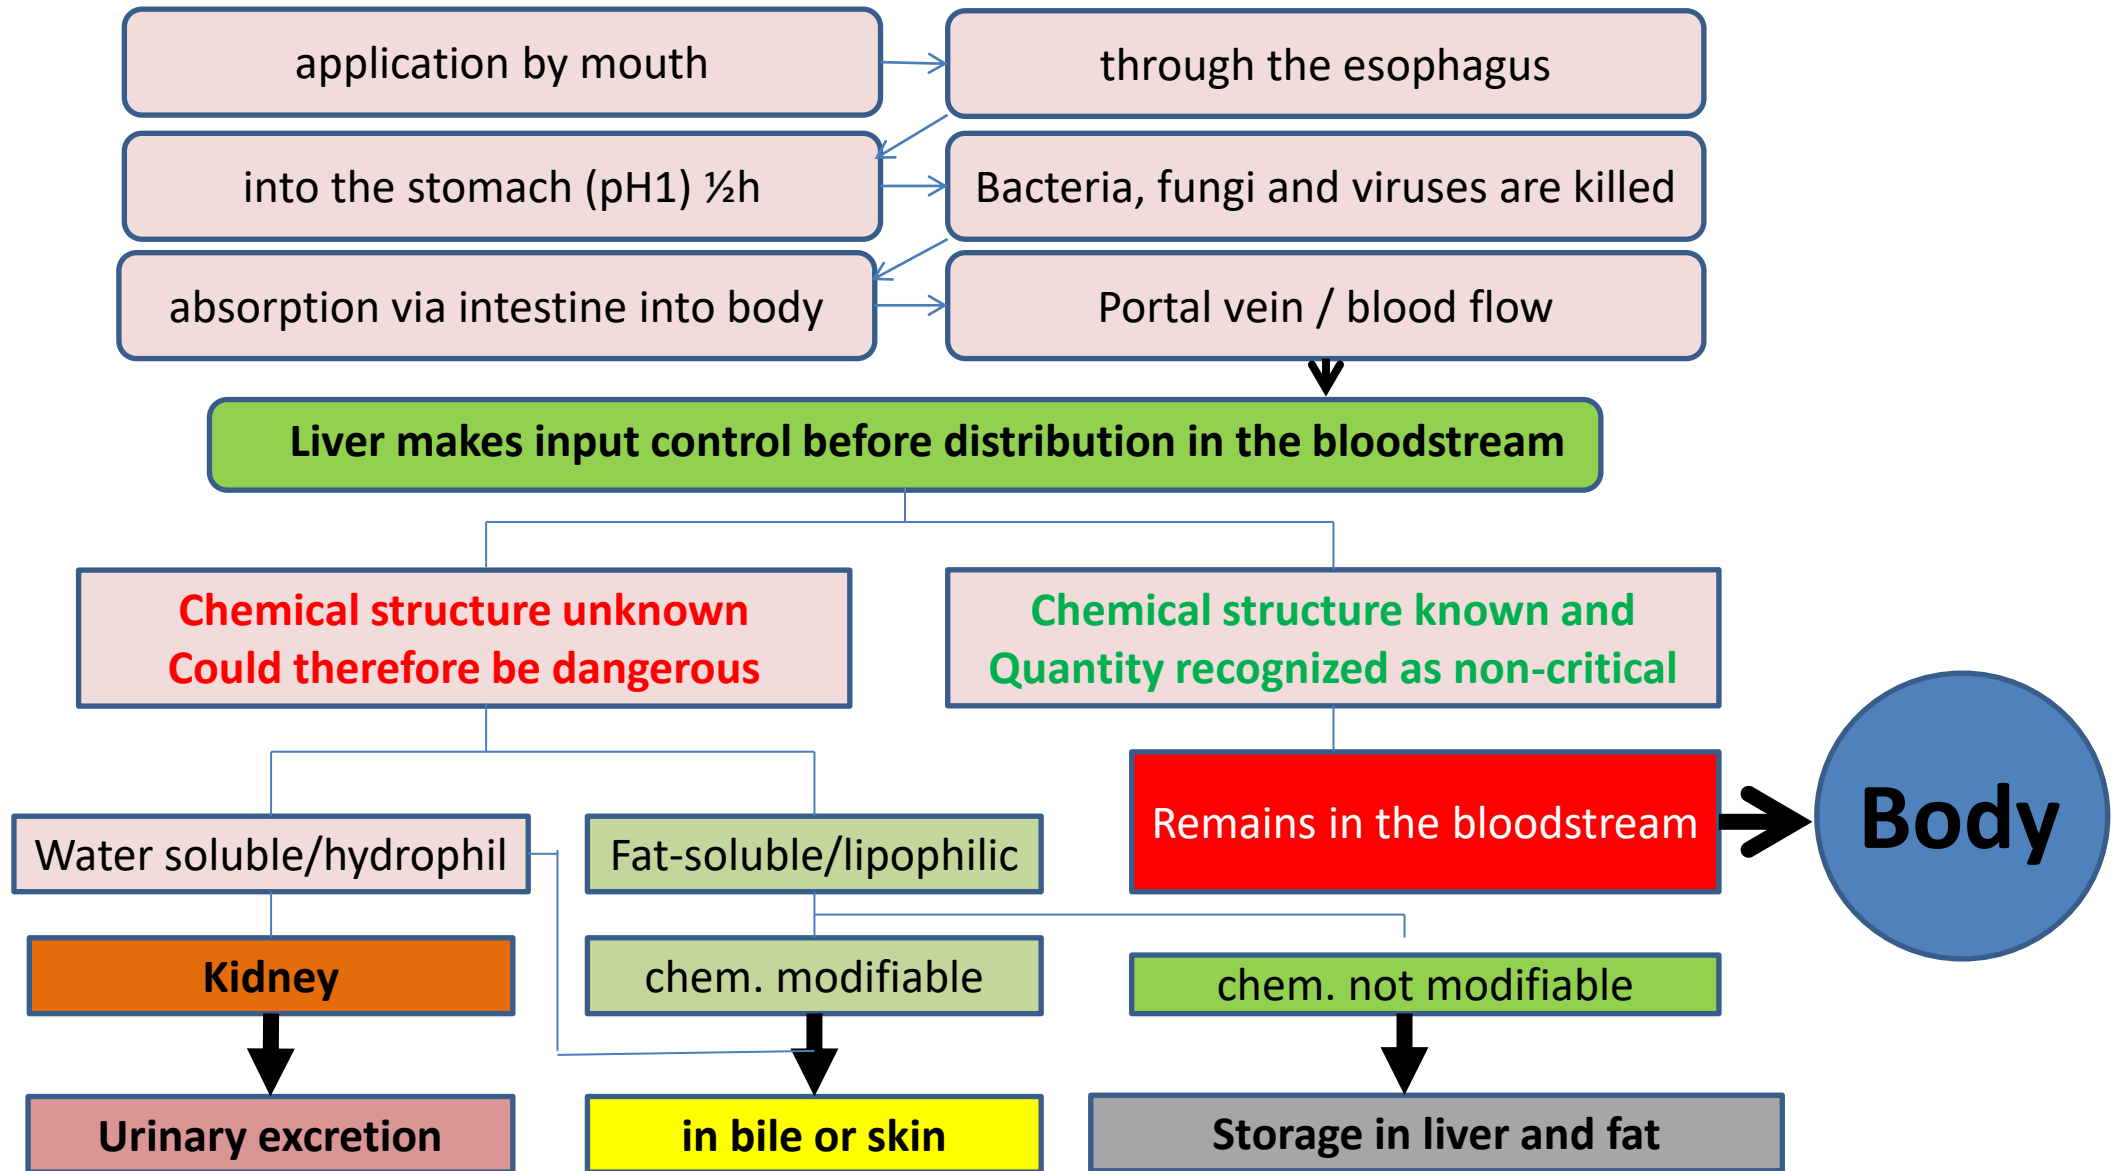 application by mouth
through the esophagus
into the stomach (pH1) ½h
Bacteria, fungi and viruses are killed
absorption via intestine into body
Portal vein / blood flow
Liver makes input control before distribution in the bloodstream
Chemical structure unknown
Could therefore be dangerous
Chemical structure known and
Quantity recognized as non-critical
Remains in the bloodstream
Body
Water soluble/hydrophil
Fat-soluble/lipophilic
Kidney
chem. modifiable
chem. not modifiable
Urinary excretion
in bile or skin
Storage in liver and fat